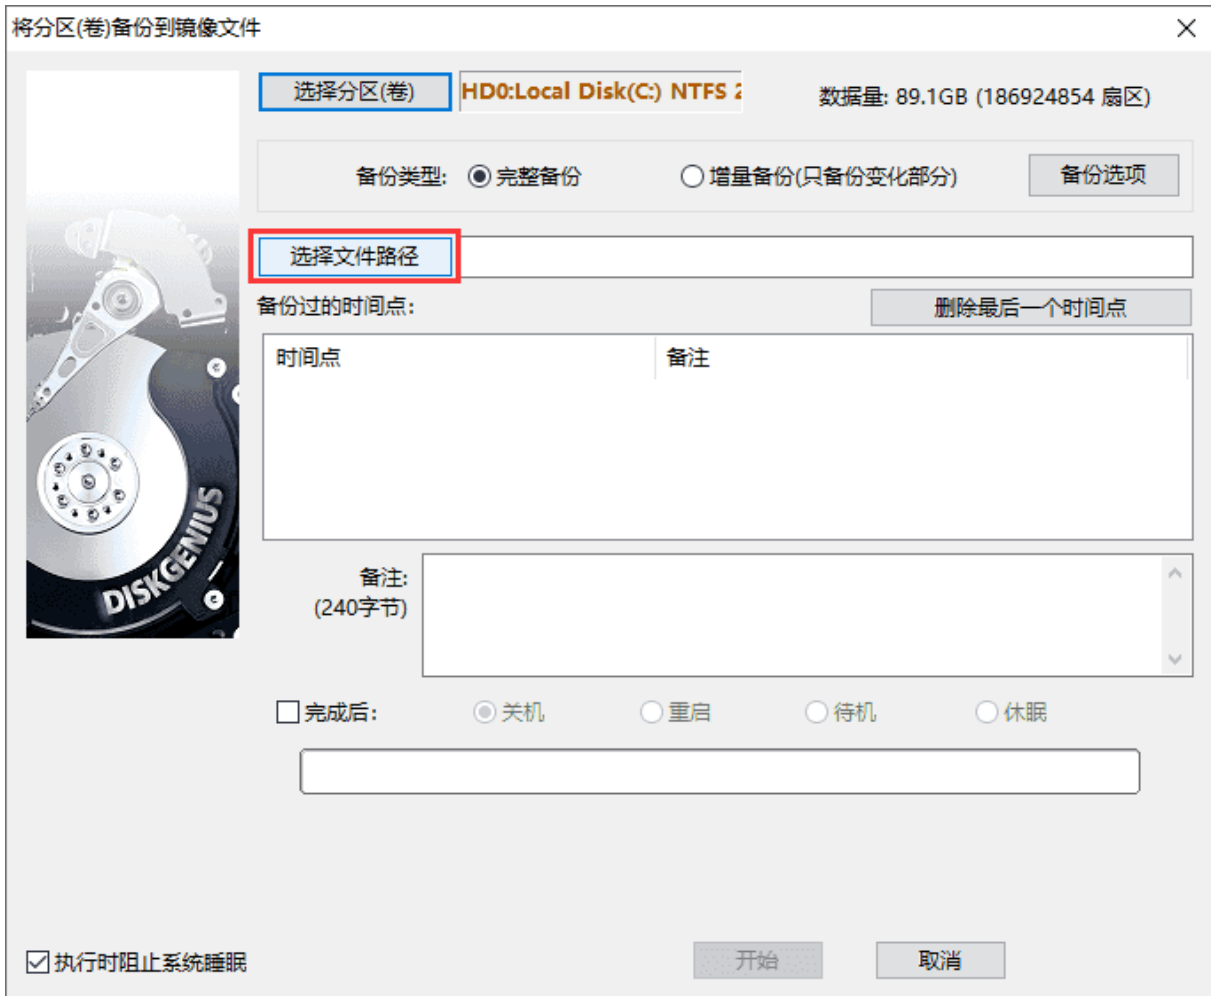 将分区(卷)备份到镜像文件
选择分区(卷) HD0:Local Disk(C:) NTFS 数据量: 89.1GB (186924854 扇区)
备份类型: 完整备份 增量备份(只备份变化部分) 备份选项
选择文件路径
备份过的时间点: 删除最后一个时间点
时间点 备注
备注:
(240字节)
DISKGENIUS
完成后: 关机 重启 待机 休眠
执行时阻止系统睡眠 开始 取消